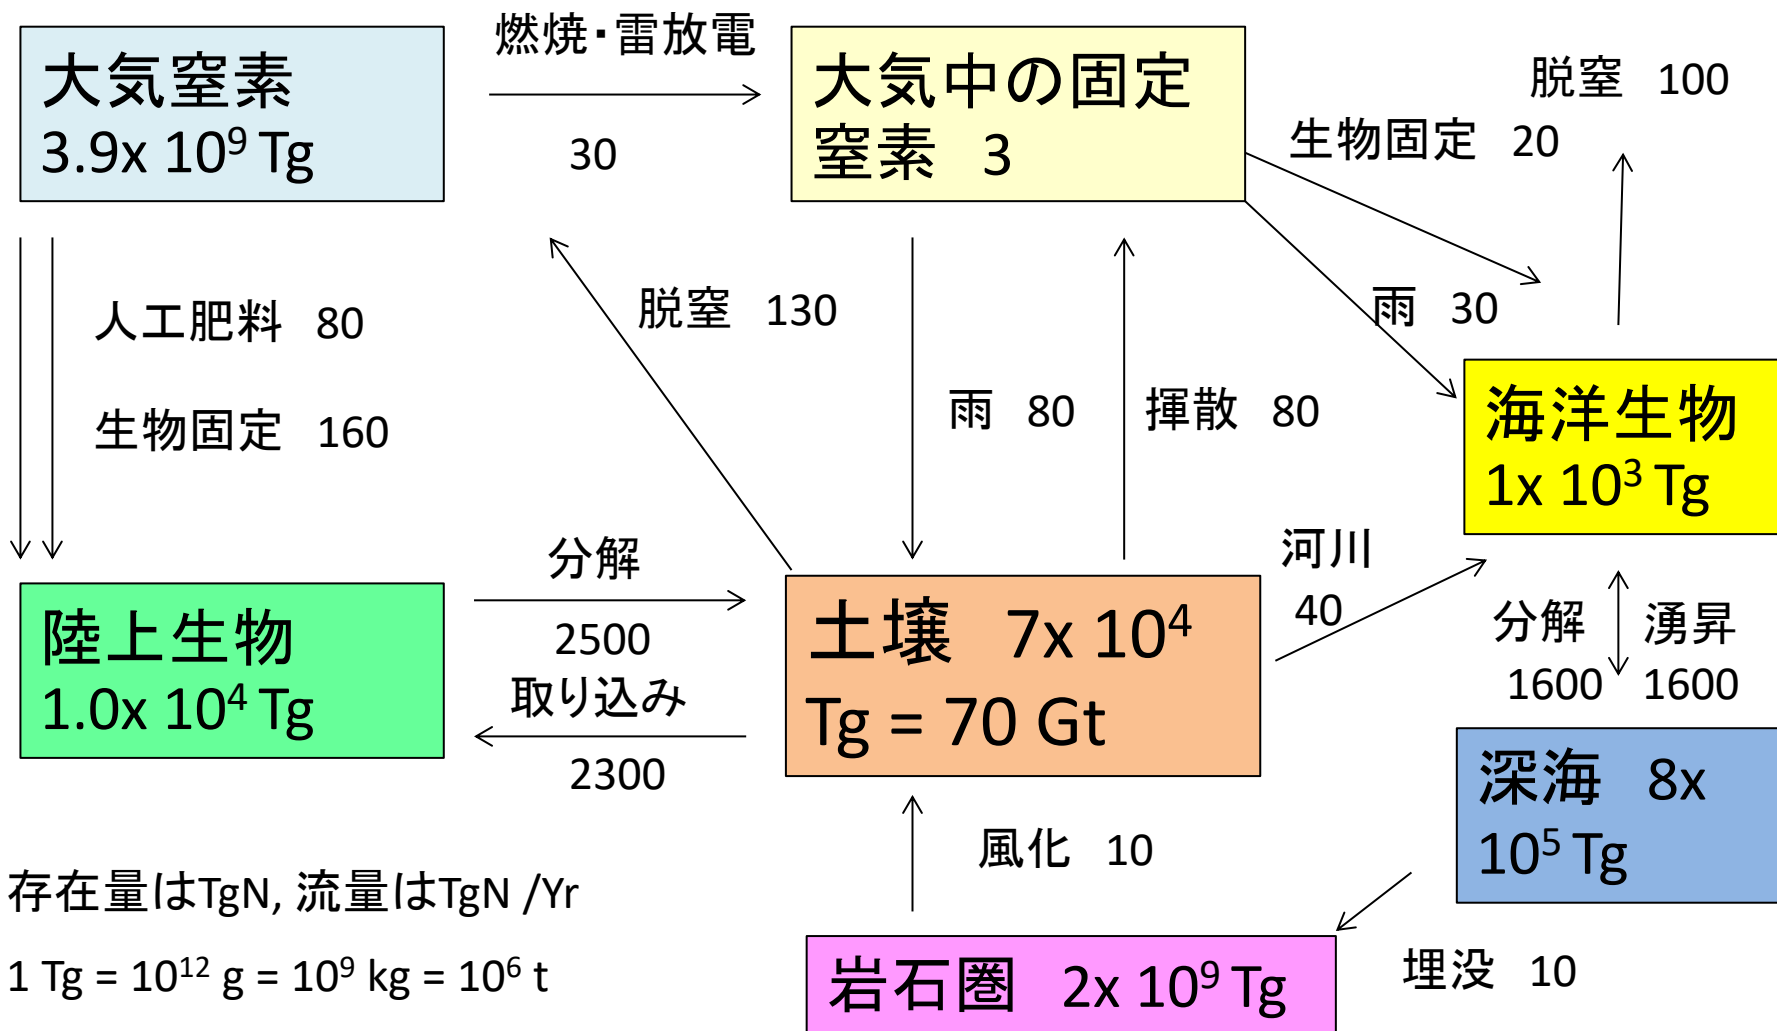 大気窒素
3.9x 10⁹ Tg
燃焼・雷放電
30
大気中の固定
窒素 3
脱窒 100
生物固定 20
人工肥料 80
生物固定 160
脱窒 130
雨 80
揮散 80
雨 30
海洋生物
1x 10³ Tg
陸上生物
1.0x 10⁴ Tg
分解
2500
取り込み
2300
土壌 7x 10⁴
Tg = 70 Gt
河川
40
分解
1600
湧昇
1600
深海 8x
10⁵ Tg
風化 10
岩石圏 2x 10⁹ Tg
埋没 10
存在量はTgN, 流量はTgN /Yr
1 Tg = 10¹² g = 10⁹ kg = 10⁶ t